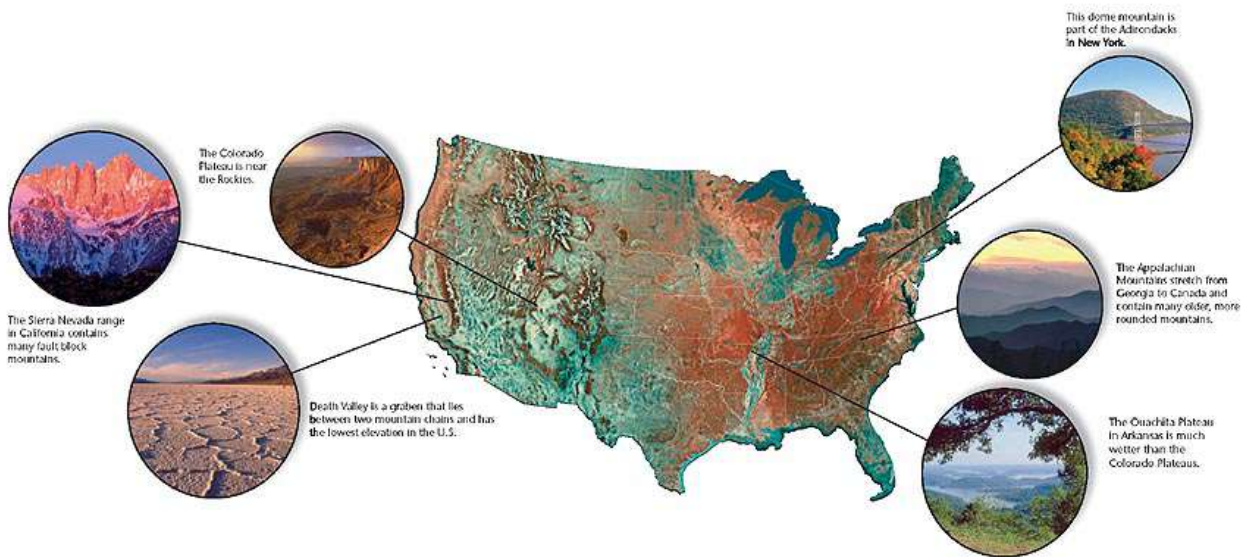 This dome mountain is
part of the Adirondacks
in New York.
The Colorado
Plateau is near
the Rockies.
The Appalachian
Mountains stretch from
Georgia to Canada and
contain many older, more
rounded mountains.
The Sierra Nevada range
in California contains
many fault block
mountains.
Death Valley is a graben that lies
between two mountain chains and has
the lowest elevation in the U.S.
The Ouachita Plateau
in Arkansas is much
wetter than the
Colorado Plateaus.